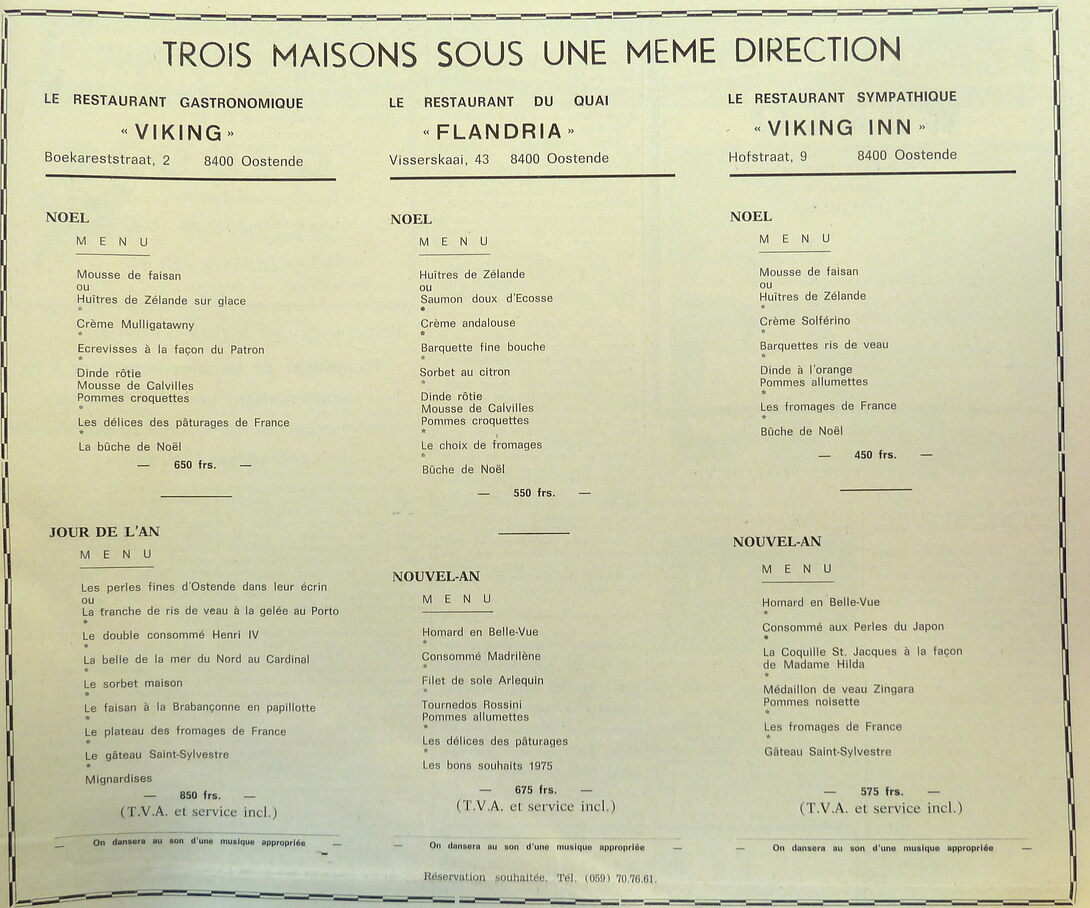 TROIS MAISONS SOUS UNE MEME DIRECTION
LE RESTAURANT GASTRONOMIQUE
« VIKING »
Boekareststraat, 2 8400 Oostende
NOEL
MENU
Mousse de faisan
ou
Huîtres de Zélande sur glace
*
Crème Mulligatawny
*
Ecrevisses à la façon du Patron
*
Dinde rôtie
Mousse de Calvilles
Pommes croquettes
*
Les délices des pâturages de France
*
La bûche de Noël
— 650 frs. —
JOUR DE L'AN
MENU
Les perles fines d'Ostende dans leur écrin
ou
La tranche de ris de veau à la gelée au Porto
*
Le double consommé Henri IV
*
La belle de la mer du Nord au Cardinal
*
Le sorbet maison
*
Le faisan à la Brabançonne en papillotte
*
Le plateau des fromages de France
*
Le gâteau Saint-Sylvestre
*
Mignardises
— 850 frs. —
(T.V.A. et service incl.)
— On dansera au son d'une musique appropriée —
LE RESTAURANT DU QUAI
« FLANDRIA »
Visserskaai, 43 8400 Oostende
NOEL
MENU
Huîtres de Zélande
ou
Saumon doux d'Ecosse
*
Crème andalouse
*
Barquette fine bouche
*
Sorbet au citron
*
Dinde rôtie
Mousse de Calvilles
Pommes croquettes
*
Le choix de fromages
*
Bûche de Noël
— 550 frs. —
NOUVEL-AN
MENU
Homard en Belle-Vue
*
Consommé Madrilène
*
Filet de sole Arlequin
*
Tournedos Rossini
Pommes allumettes
*
Les délices des pâturages
*
Les bons souhaits 1975
— 675 frs. —
(T.V.A. et service incl.)
— On dansera au son d'une musique appropriée —
LE RESTAURANT SYMPATHIQUE
« VIKING INN »
Hofstraat, 9 8400 Oostende
NOEL
MENU
Mousse de faisan
ou
Huîtres de Zélande
*
Crème Solférino
*
Barquettes ris de veau
*
Dinde à l'orange
Pommes allumettes
*
Les fromages de France
*
Bûche de Noël
— 450 frs. —
NOUVEL-AN
MENU
Homard en Belle-Vue
*
Consommé aux Perles du Japon
*
La Coquille St. Jacques à la façon
de Madame Hilda
*
Médaillon de veau Zingara
Pommes noisette
*
Les fromages de France
*
Gâteau Saint-Sylvestre
— 575 frs. —
(T.V.A. et service incl.)
— On dansera au son d'une musique appropriée —
Réservation souhaitée. Tél. (059) 70.76.61.